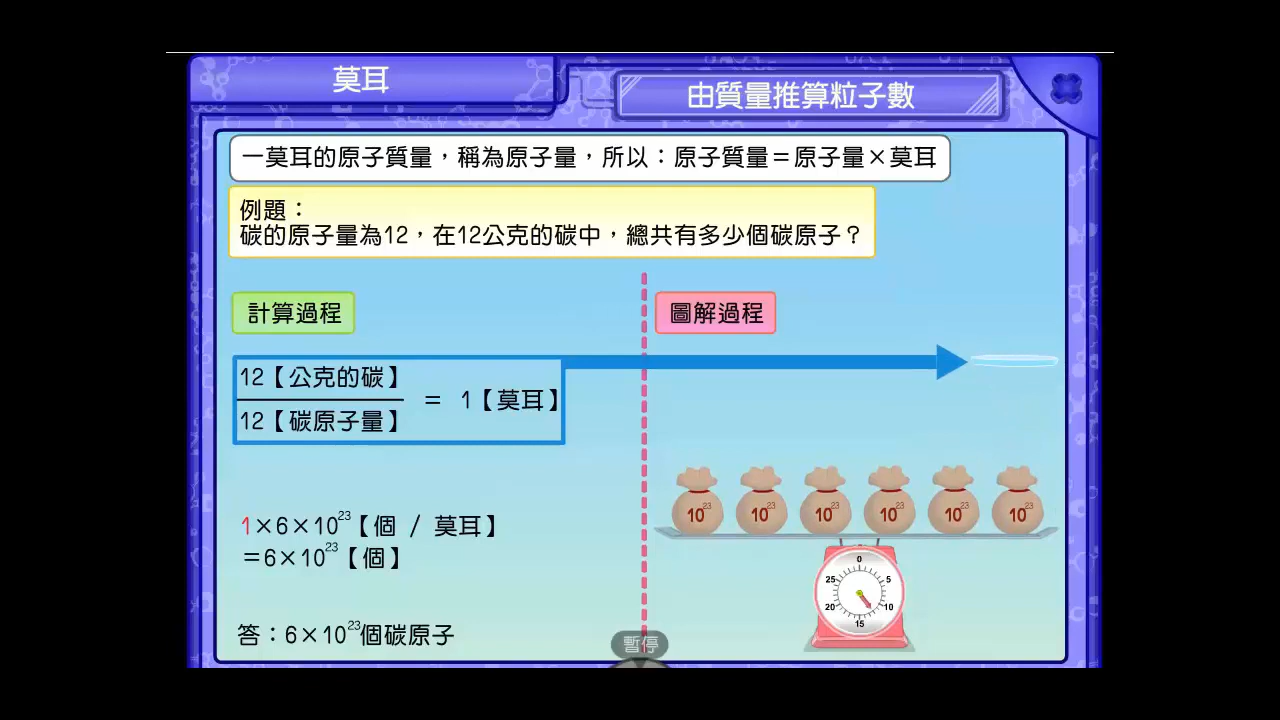 莫耳
由質量推算粒子數
一莫耳的原子質量，稱為原子量，所以：原子質量＝原子量×莫耳
例題：
碳的原子量為12，在12公克的碳中，總共有多少個碳原子？
計算過程
圖解過程
12【公克的碳】
12【碳原子量】
＝ 1【莫耳】
10²³ 10²³ 10²³ 10²³ 10²³ 10²³
1×6×10²³【個 / 莫耳】
＝6×10²³【個】
0
25 5
20 10
15
答：6×10²³個碳原子
暫停